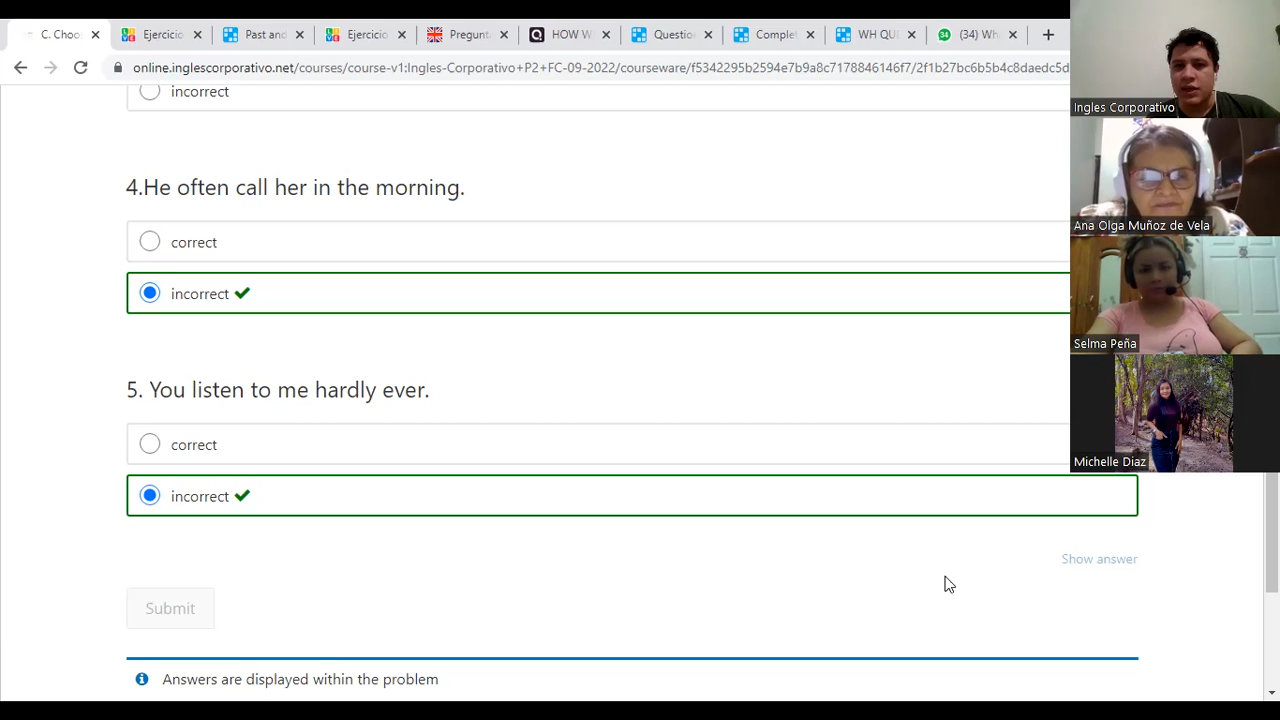 C. Choo
Ejercicio
Past and
Ejercicio
Pregunt
HOW W
Questio
Complet
WH QUE
(34) Wh
online.inglescorporativo.net/courses/course-v1:Ingles-Corporativo+P2+FC-09-2022/courseware/f5342295b2594e7b9a8c7178846146f7/2f1b27bc6b5b4c8daedc5d
incorrect
4.He often call her in the morning.
correct
incorrect
5. You listen to me hardly ever.
correct
incorrect
Show answer
Submit
Answers are displayed within the problem
Ingles Corporativo
Ana Olga Muñoz de Vela
Selma Peña
Michelle Diaz